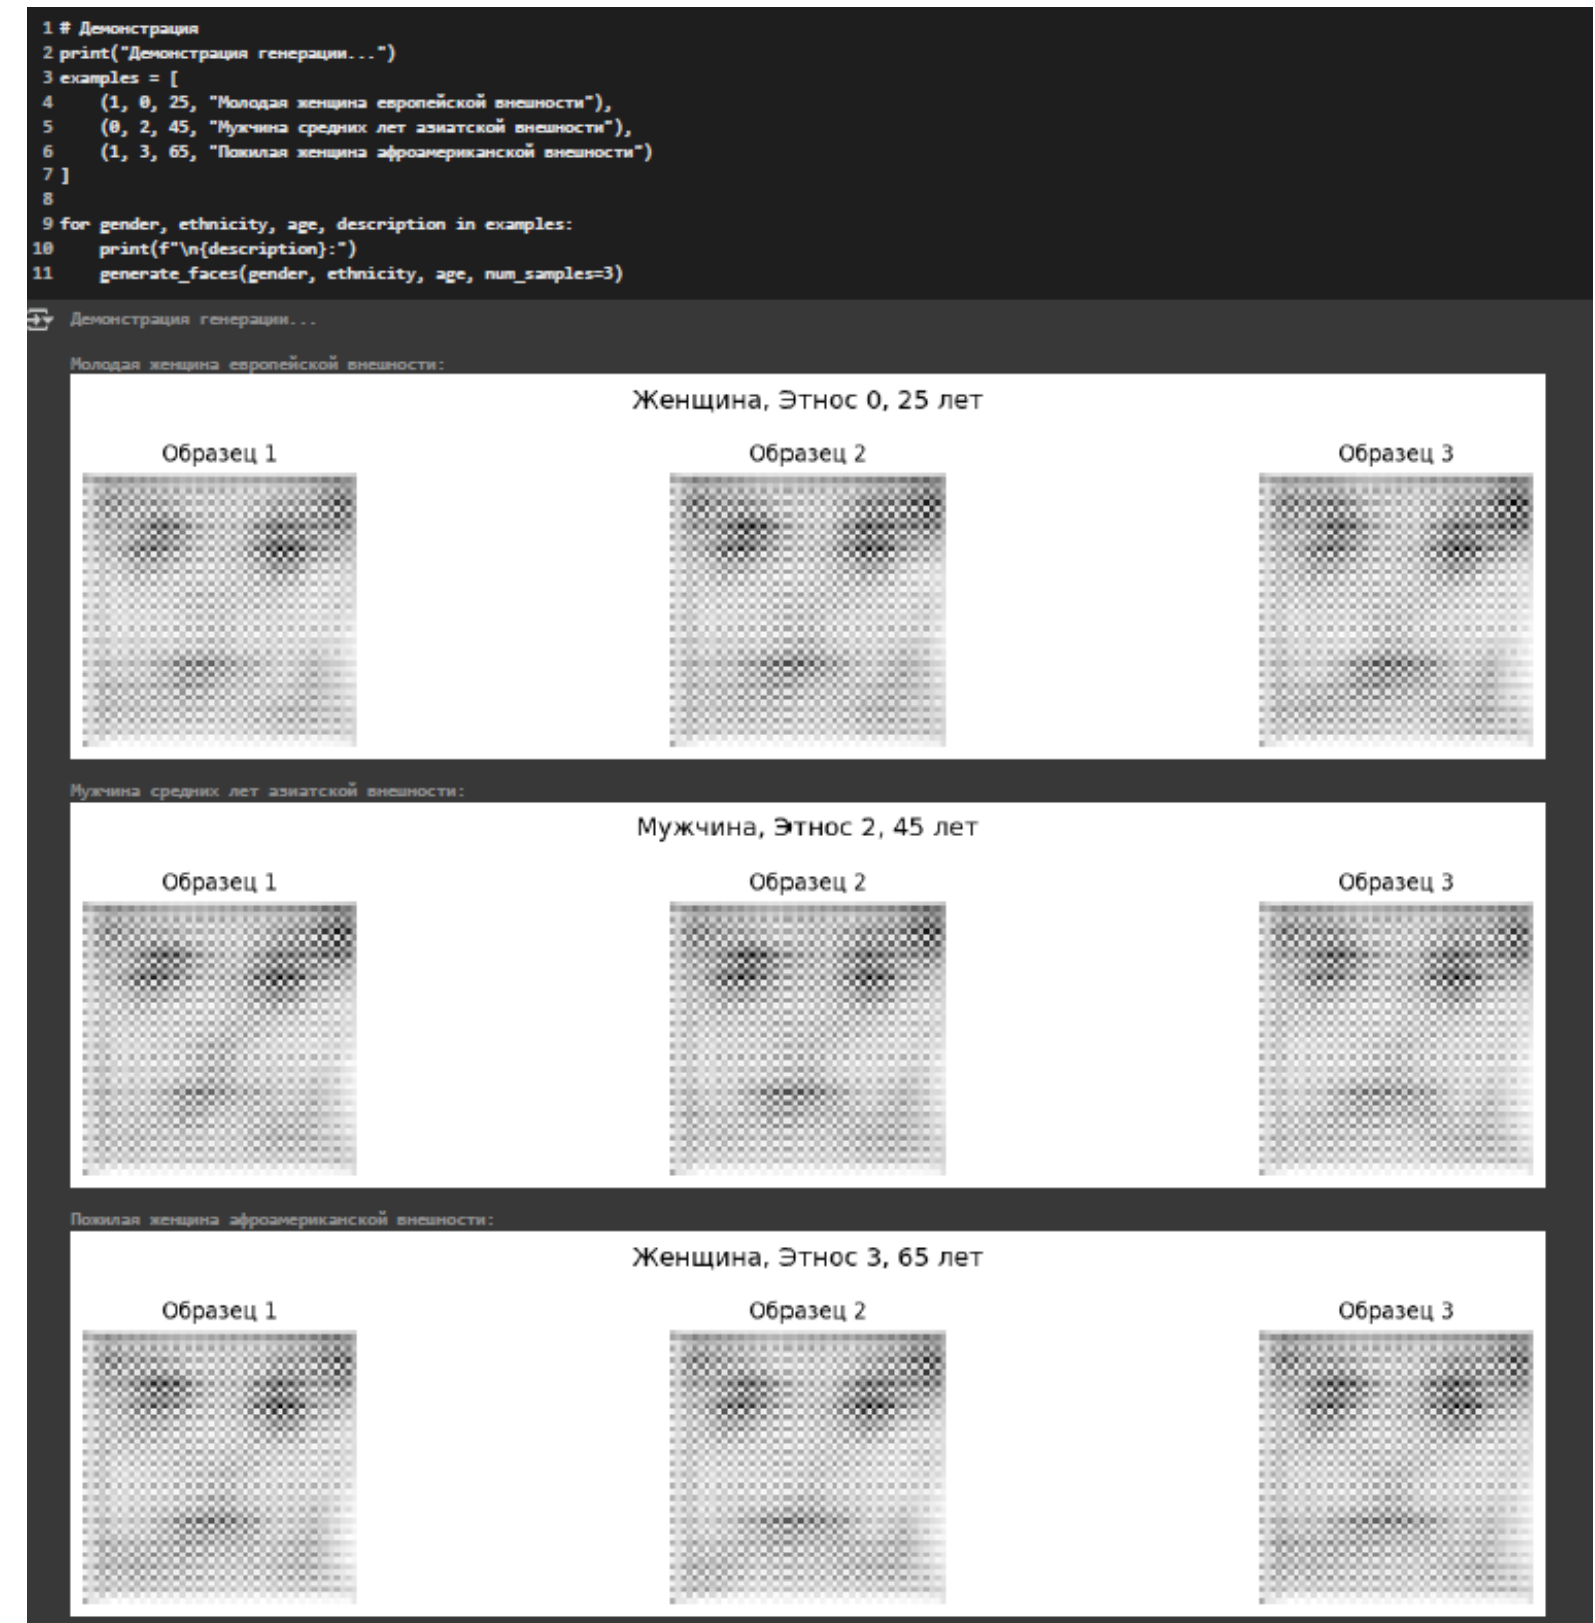 1 # Демонстрация
2 print("Демонстрация генерации...")
3 examples = [
4     (1, 0, 25, "Молодая женщина европейской внешности"),
5     (0, 2, 45, "Мужчина средних лет азиатской внешности"),
6     (1, 3, 65, "Пожилая женщина афроамериканской внешности")
7 ]
8
9 for gender, ethnicity, age, description in examples:
10     print(f"\n{description}:")
11     generate_faces(gender, ethnicity, age, num_samples=3)
Демонстрация генерации...
Молодая женщина европейской внешности:
Женщина, Этнос 0, 25 лет
Образец 1 Образец 2 Образец 3
Мужчина средних лет азиатской внешности:
Мужчина, Этнос 2, 45 лет
Образец 1 Образец 2 Образец 3
Пожилая женщина афроамериканской внешности:
Женщина, Этнос 3, 65 лет
Образец 1 Образец 2 Образец 3